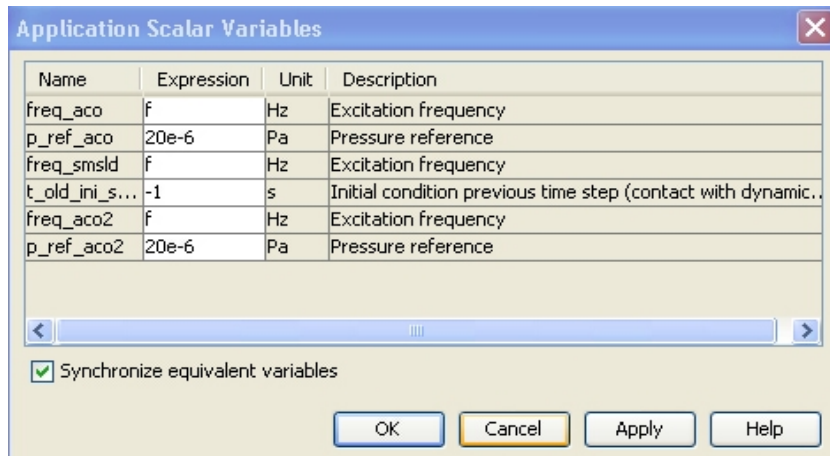 Application Scalar Variables
Name Expression Unit Description
freq_aco f Hz Excitation frequency
p_ref_aco 20e-6 Pa Pressure reference
freq_smsld f Hz Excitation frequency
t_old_ini_s... -1 s Initial condition previous time step (contact with dynamic..
freq_aco2 f Hz Excitation frequency
p_ref_aco2 20e-6 Pa Pressure reference
Synchronize equivalent variables
OK Cancel Apply Help